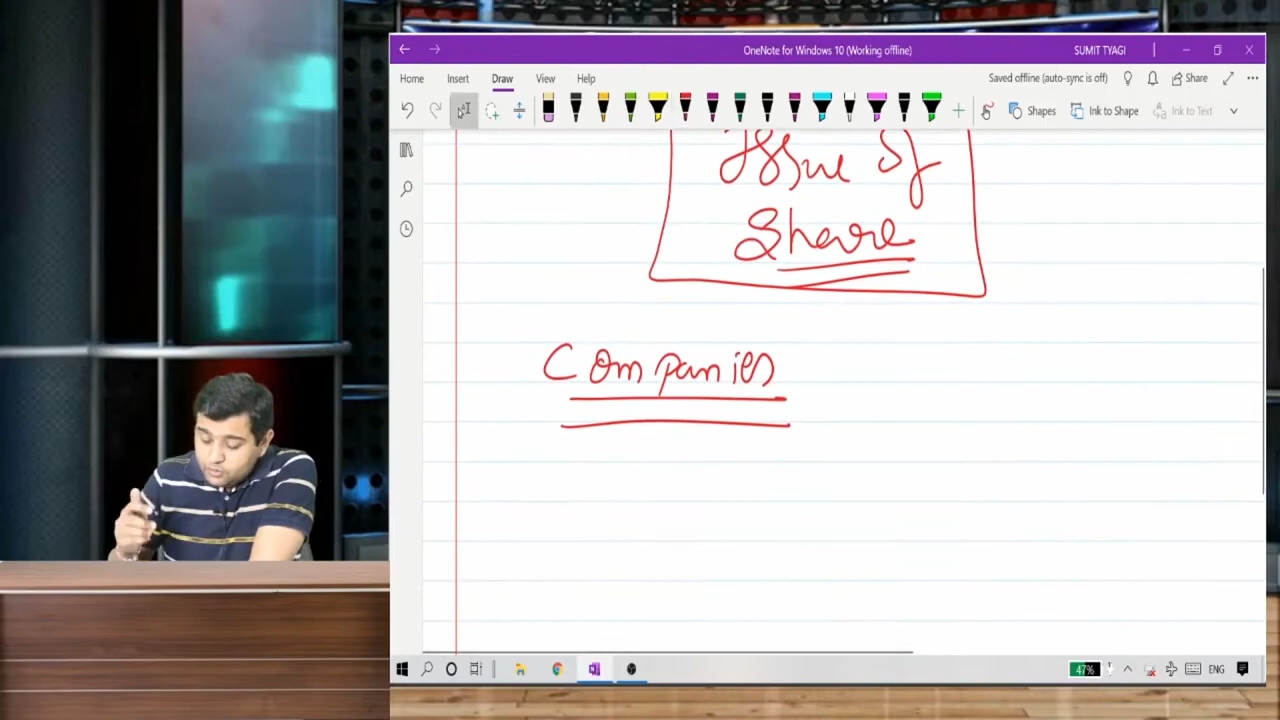 OneNote for Windows 10 (Working offline)
SUMIT TYAGI
Home Insert Draw View Help
Saved offline (auto-sync is off)
Share
Shapes
Ink to Shape
Ink to Text
Issue of
Share
Companies
47%
ENG